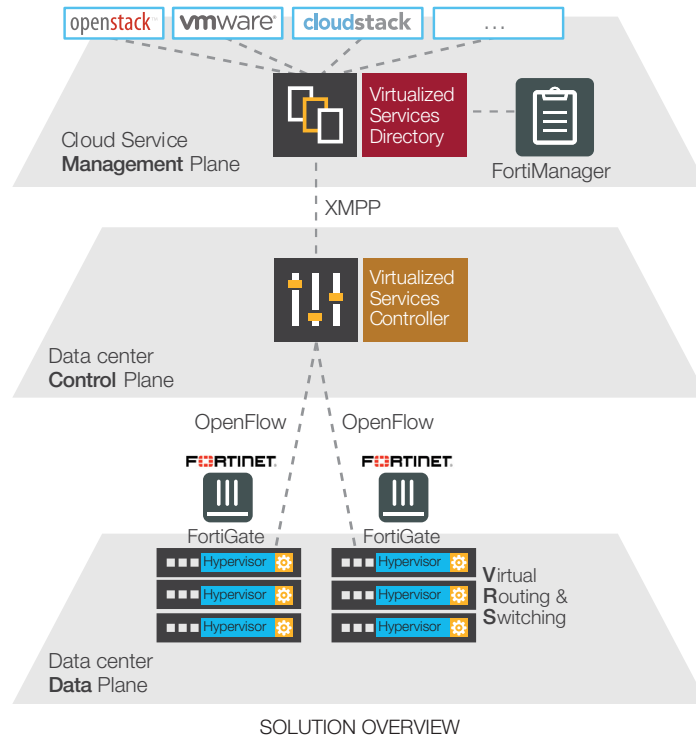 openstack
vmware
cloudstack
...
Virtualized
Services
Directory
Cloud Service
Management Plane
FortiManager
XMPP
Virtualized
Services
Controller
Data center
Control Plane
OpenFlow
OpenFlow
FORTINET
FORTINET
FortiGate
FortiGate
Hypervisor
Hypervisor
Hypervisor
Hypervisor
Hypervisor
Hypervisor
Virtual
Routing &
Switching
Data center
Data Plane
SOLUTION OVERVIEW